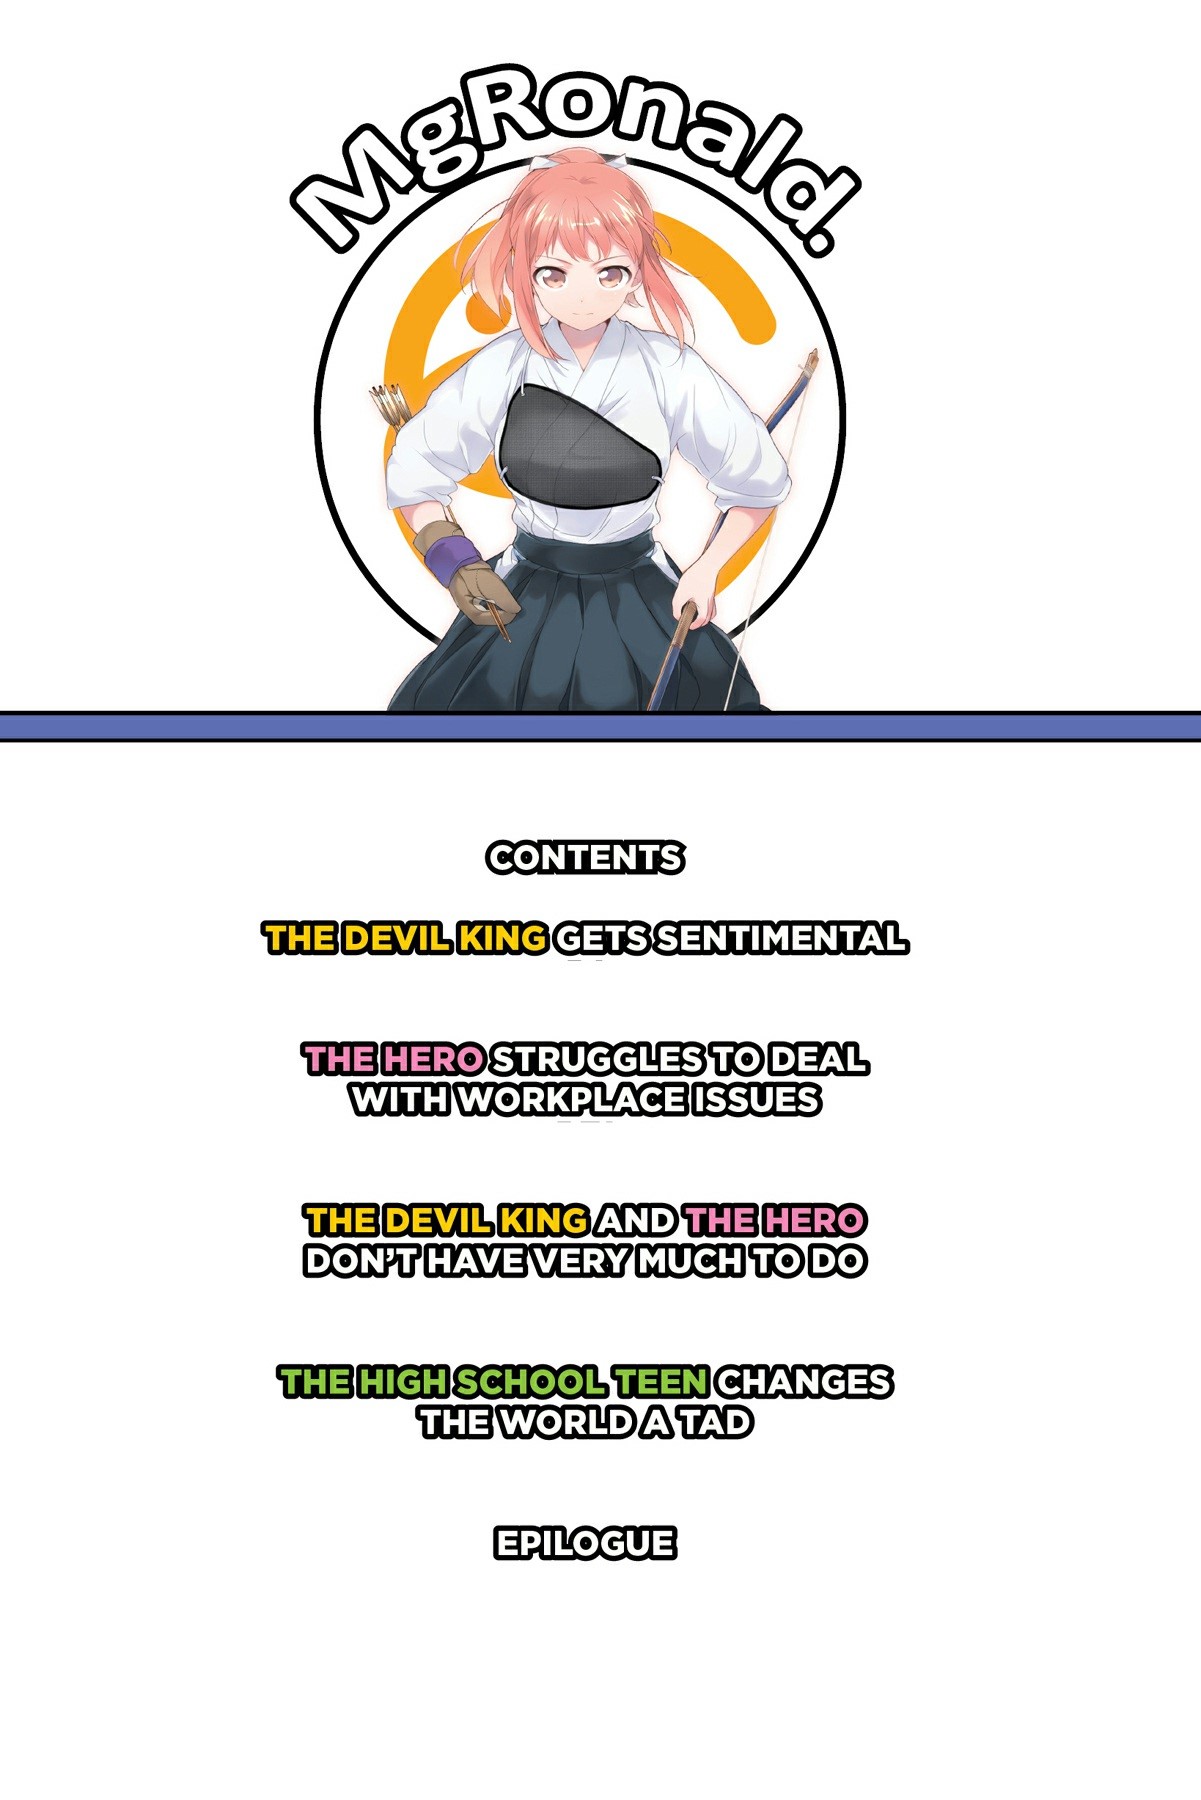 MgRonald.
CONTENTS
THE DEVIL KING GETS SENTIMENTAL
THE HERO STRUGGLES TO DEAL
WITH WORKPLACE ISSUES
THE DEVIL KING AND THE HERO
DON'T HAVE VERY MUCH TO DO
THE HIGH SCHOOL TEEN CHANGES
THE WORLD A TAD
EPILOGUE